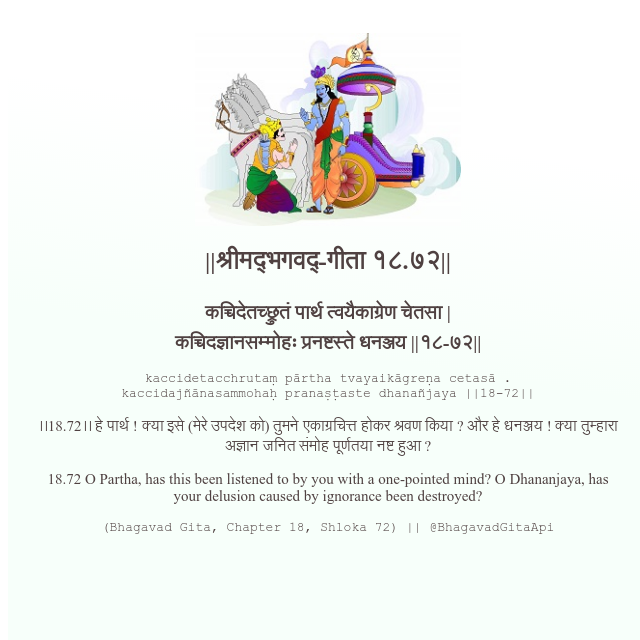 ||श्रीमद्‍भगवद्‍-गीता १८.७२||
कच्चिदेतच्छ्रुतं पार्थ त्वयैकाग्रेण चेतसा |
कच्चिदज्ञानसम्मोहः प्रनष्टस्ते धनञ्जय ||१८-७२||
kaccidetacchrutaṃ pārtha tvayaikāgreṇa cetasā .
kaccidajñānasammohaḥ pranaṣṭaste dhanañjaya ||18-72||
।।18.72।। हे पार्थ ! क्या इसे (मेरे उपदेश को) तुमने एकाग्रचित्त होकर श्रवण किया ? और हे धनञ्जय ! क्या तुम्हारा
अज्ञान जनित संमोह पूर्णतया नष्ट हुआ ?
18.72 O Partha, has this been listened to by you with a one-pointed mind? O Dhananjaya, has
your delusion caused by ignorance been destroyed?
(Bhagavad Gita, Chapter 18, Shloka 72) || @BhagavadGitaApi